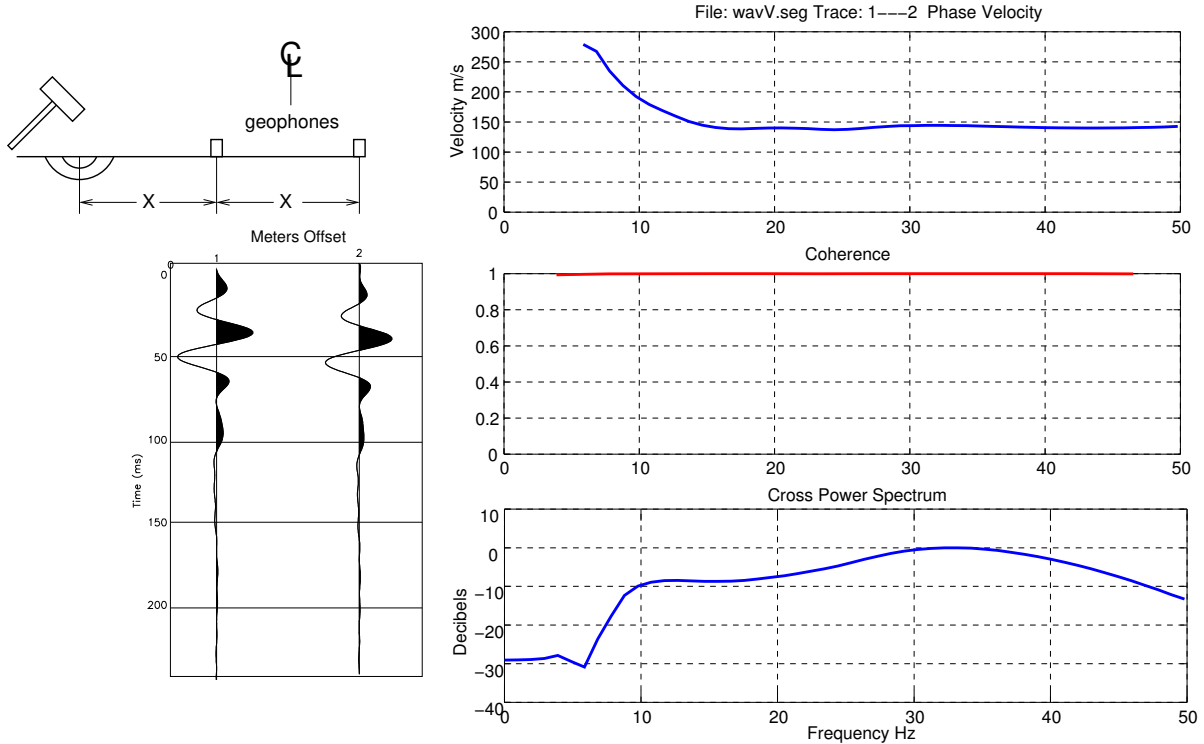 CL
geophones
X X
Meters Offset
1 2
0
0
50
100
150
200
Time (ms)
File: wavV.seg Trace: 1−−−2 Phase Velocity
300
250
200
150
100
50
0
Velocity m/s
0 10 20 30 40 50
Coherence
1
0.8
0.6
0.4
0.2
0
0 10 20 30 40 50
Cross Power Spectrum
10
0
−10
−20
−30
−40
Decibels
0 10 20 30 40 50
Frequency Hz